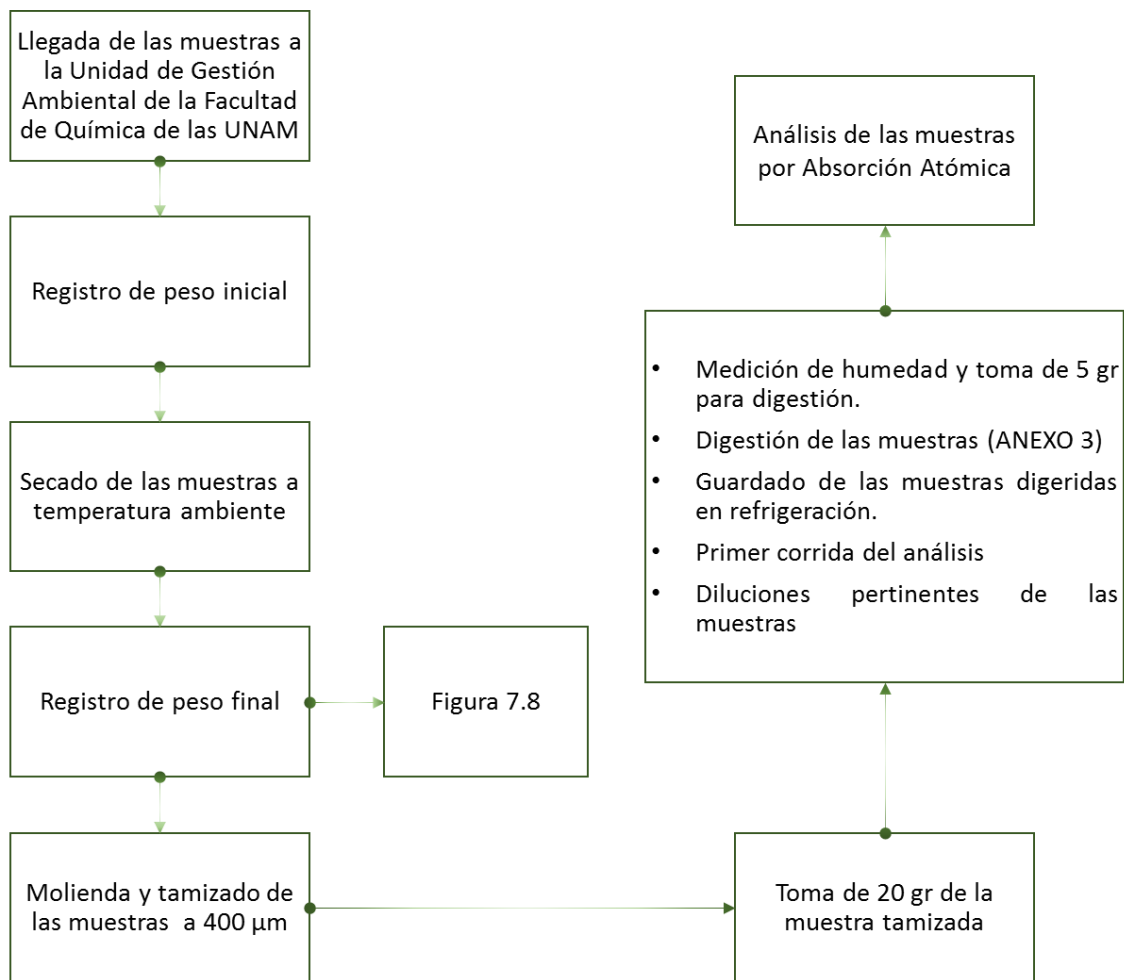 Llegada de las muestras a
la Unidad de Gestión
Ambiental de la Facultad
de Química de las UNAM
Registro de peso inicial
Secado de las muestras a
temperatura ambiente
Registro de peso final
Figura 7.8
Molienda y tamizado de
las muestras a 400 µm
Toma de 20 gr de la
muestra tamizada
• Medición de humedad y toma de 5 gr
para digestión.
• Digestión de las muestras (ANEXO 3)
• Guardado de las muestras digeridas
en refrigeración.
• Primer corrida del análisis
• Diluciones pertinentes de las
muestras
Análisis de las muestras
por Absorción Atómica